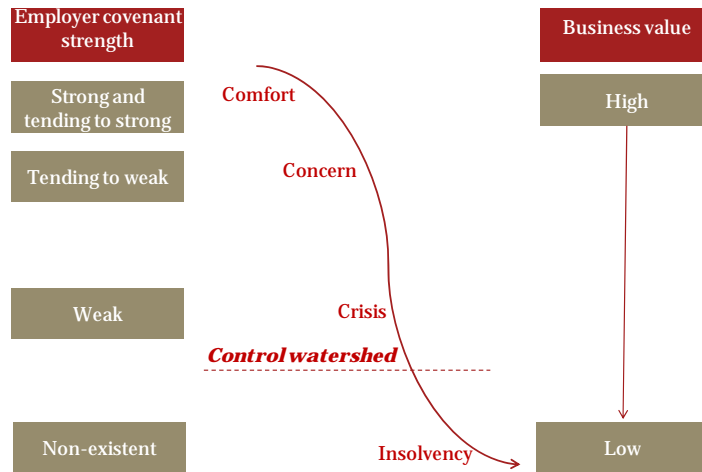 Employer covenant
strength
Business value
Strong and
tending to strong
Comfort
High
Tending to weak
Concern
Weak
Crisis
Control watershed
Non-existent
Insolvency
Low